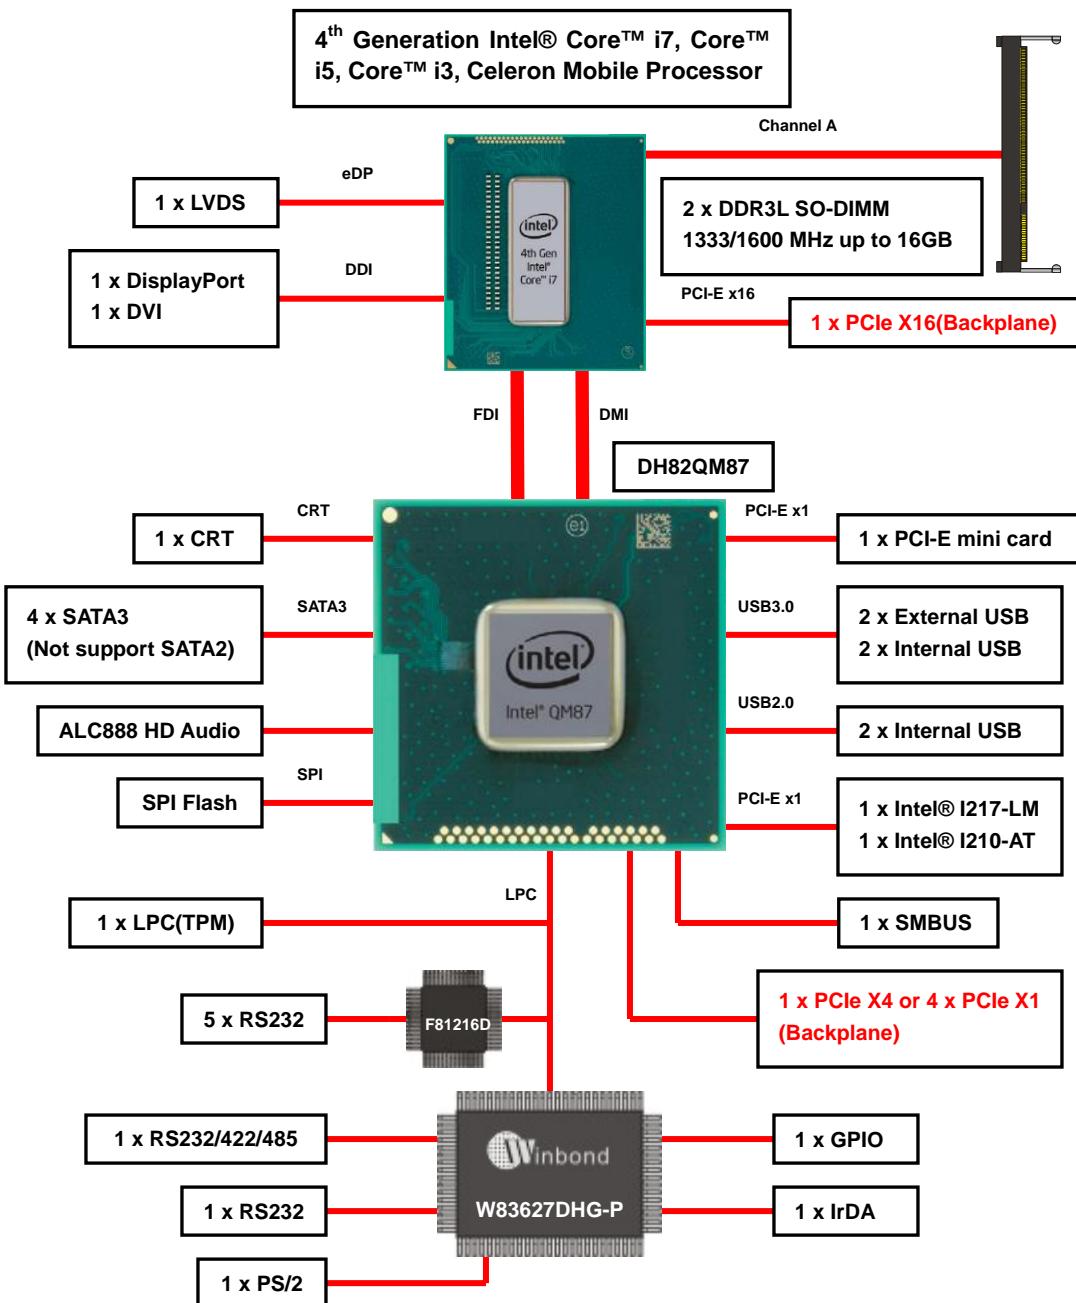 4th Generation Intel® Core™ i7, Core™
i5, Core™ i3, Celeron Mobile Processor
Channel A
eDP
1 x LVDS
intel
4th Gen
Intel®
Core™ i7
2 x DDR3L SO-DIMM
1333/1600 MHz up to 16GB
DDI
1 x DisplayPort
1 x DVI
PCI-E x16
1 x PCIe X16(Backplane)
FDI
DMI
DH82QM87
CRT
1 x CRT
e1
PCI-E x1
1 x PCI-E mini card
SATA3
4 x SATA3
(Not support SATA2)
USB3.0
2 x External USB
2 x Internal USB
intel
Intel® QM87
ALC888 HD Audio
USB2.0
2 x Internal USB
SPI
SPI Flash
PCI-E x1
1 x Intel® I217-LM
1 x Intel® I210-AT
LPC
1 x LPC(TPM)
1 x SMBUS
5 x RS232
F81216D
1 x PCIe X4 or 4 x PCIe X1
(Backplane)
1 x RS232/422/485
Winbond
W83627DHG-P
1 x GPIO
1 x RS232
1 x IrDA
1 x PS/2